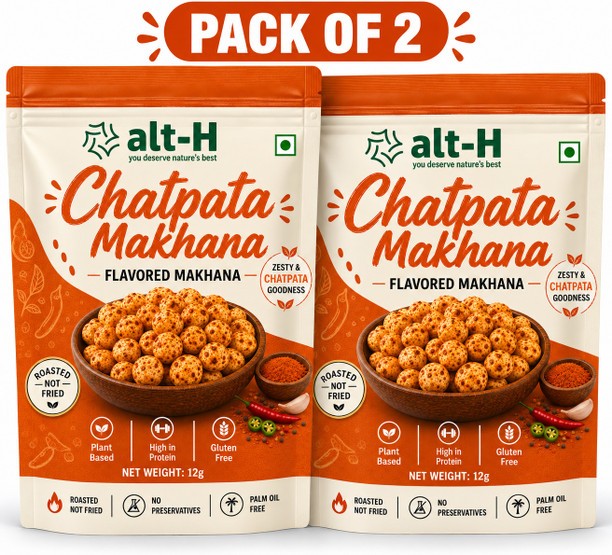 PACK OF 2
alt-H
you deserve nature's best
Chatpata
Makhana
FLAVORED MAKHANA
ZESTY &
CHATPATA
GOODNESS
ROASTED
NOT
FRIED
Plant
Based
High in
Protein
Gluten
Free
NET WEIGHT: 12g
ROASTED
NOT FRIED
NO
PRESERVATIVES
PALM OIL
FREE
alt-H
you deserve nature's best
Chatpata
Makhana
FLAVORED MAKHANA
ZESTY &
CHATPATA
GOODNESS
ROASTED
NOT
FRIED
Plant
Based
High in
Protein
Gluten
Free
NET WEIGHT: 12g
ROASTED
NOT FRIED
NO
PRESERVATIVES
PALM OIL
FREE